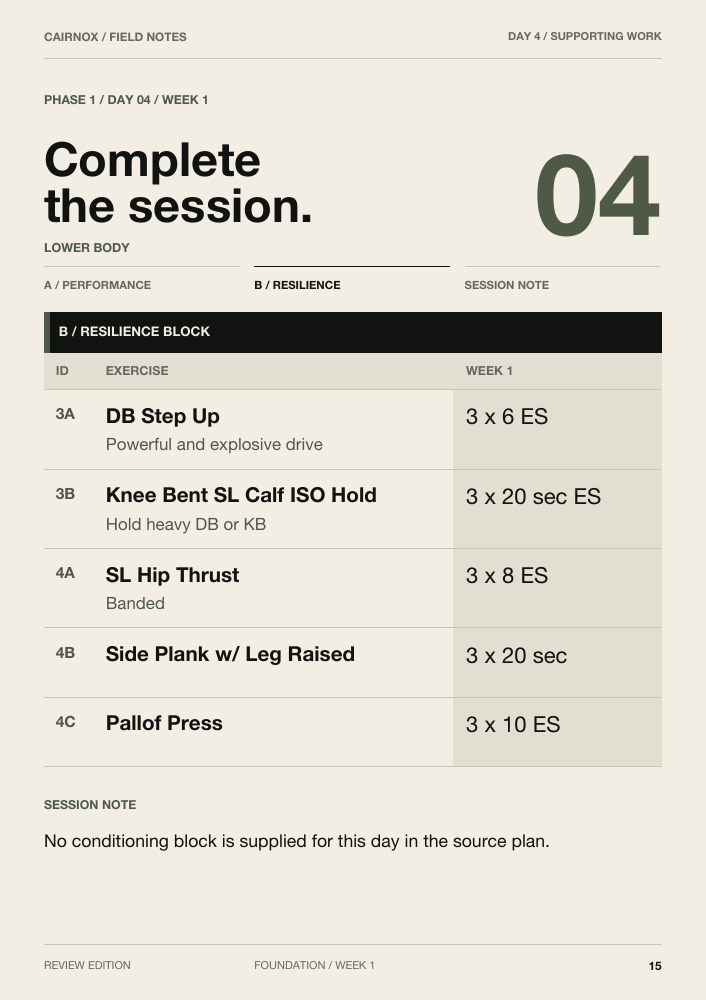 CAIRNOX / FIELD NOTES
DAY 4 / SUPPORTING WORK
PHASE 1 / DAY 04 / WEEK 1
Complete
the session.
04
LOWER BODY
A / PERFORMANCE
B / RESILIENCE
SESSION NOTE
B / RESILIENCE BLOCK
ID EXERCISE WEEK 1
3A DB Step Up 3 x 6 ES
Powerful and explosive drive
3B Knee Bent SL Calf ISO Hold 3 x 20 sec ES
Hold heavy DB or KB
4A SL Hip Thrust 3 x 8 ES
Banded
4B Side Plank w/ Leg Raised 3 x 20 sec
4C Pallof Press 3 x 10 ES
SESSION NOTE
No conditioning block is supplied for this day in the source plan.
REVIEW EDITION FOUNDATION / WEEK 1 15